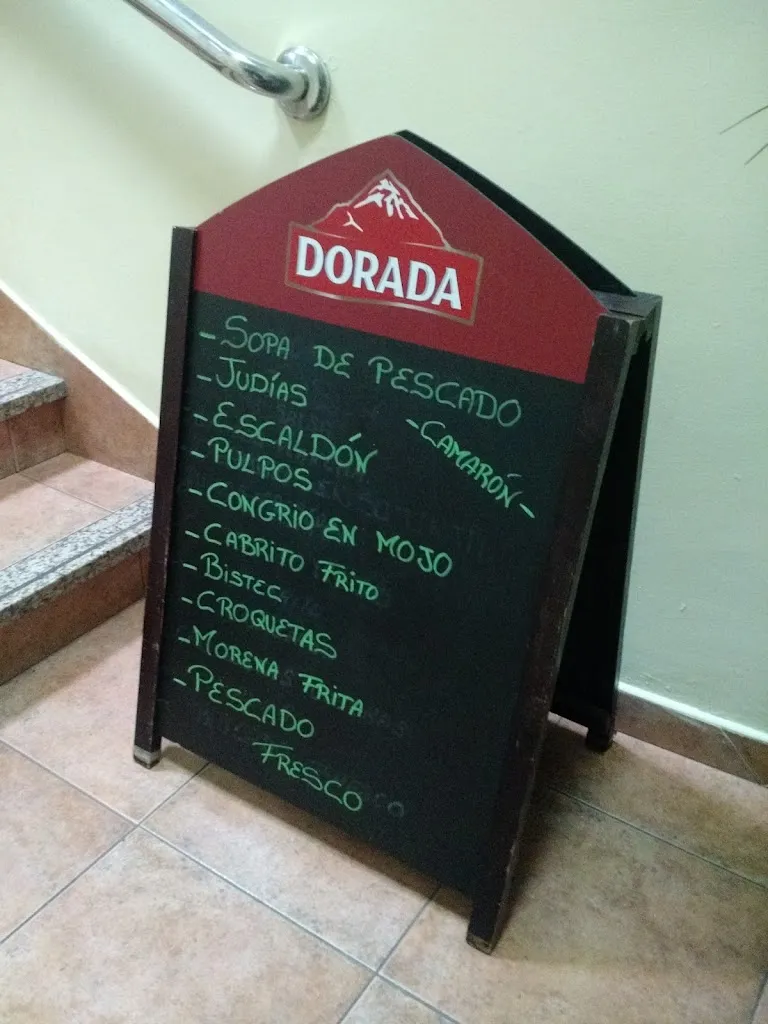 DORADA
- SOPA DE PESCADO
- JUDÍAS
- CAMARÓN -
- ESCALDÓN
- PULPOS
- CONGRIO EN MOJO
- CABRITO FRITO
- BISTEC
- CROQUETAS
- MORENA FRITA
- PESCADO
FRESCO